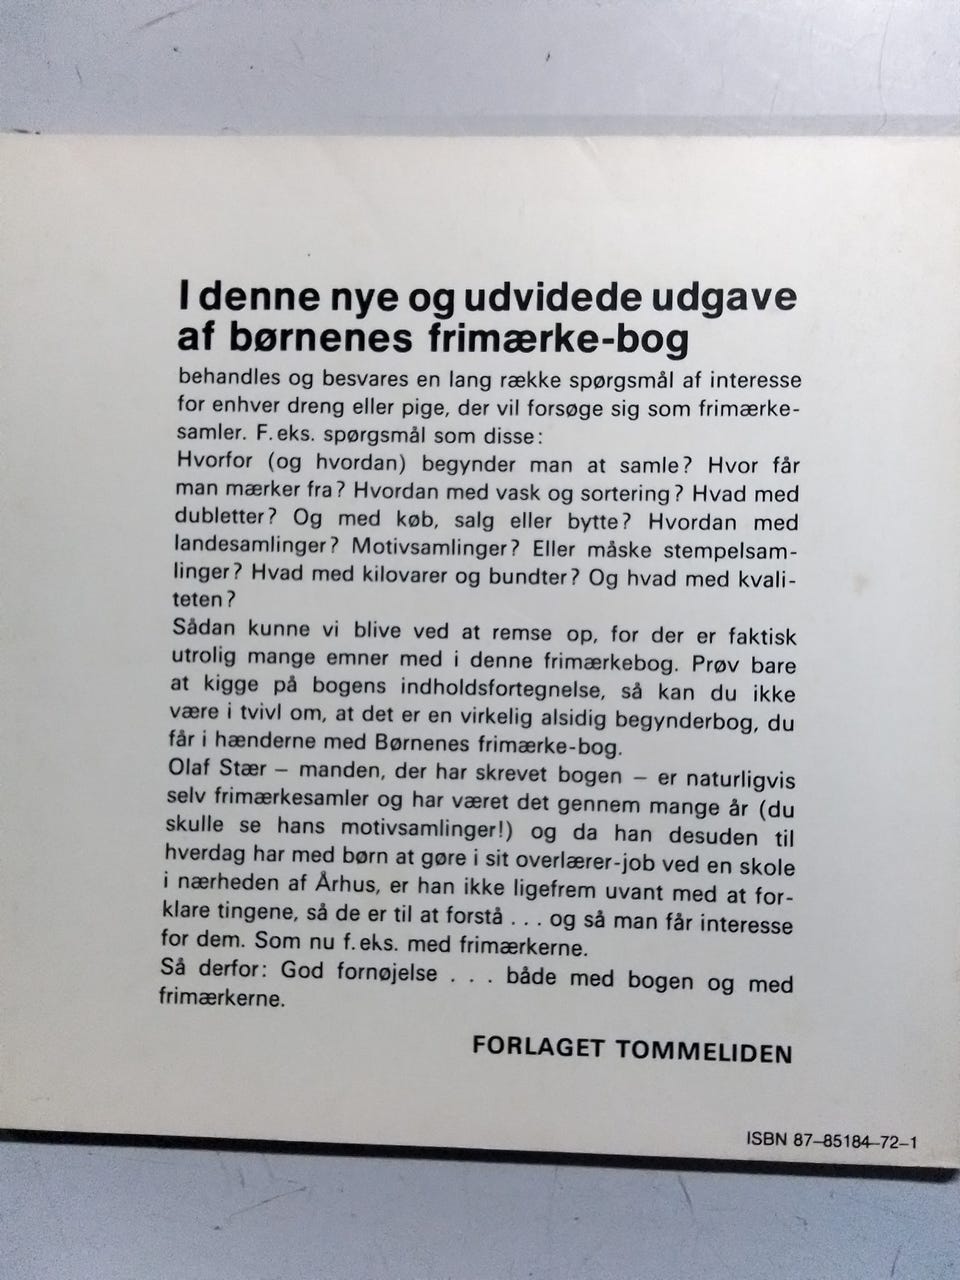 I denne nye og udvidede udgave
af børnenes frimærke-bog
behandles og besvares en lang række spørgsmål af interesse
for enhver dreng eller pige, der vil forsøge sig som frimærke-
samler. F.eks. spørgsmål som disse:
Hvorfor (og hvordan) begynder man at samle? Hvor får
man mærker fra? Hvordan med vask og sortering? Hvad med
dubletter? Og med køb, salg eller bytte? Hvordan med
landesamlinger? Motivsamlinger? Eller måske stempelsam-
linger? Hvad med kilovarer og bundter? Og hvad med kvali-
teten?
Sådan kunne vi blive ved at remse op, for der er faktisk
utrolig mange emner med i denne frimærkebog. Prøv bare
at kigge på bogens indholdsfortegnelse, så kan du ikke
være i tvivl om, at det er en virkelig alsidig begynderbog, du
får i hænderne med Børnenes frimærke-bog.
Olaf Stær – manden, der har skrevet bogen – er naturligvis
selv frimærkesamler og har været det gennem mange år (du
skulle se hans motivsamlinger!) og da han desuden til
hverdag har med børn at gøre i sit overlærer-job ved en skole
i nærheden af Århus, er han ikke ligefrem uvant med at for-
klare tingene, så de er til at forstå . . . og så man får interesse
for dem. Som nu f.eks. med frimærkerne.
Så derfor: God fornøjelse . . . både med bogen og med
frimærkerne.
FORLAGET TOMMELIDEN
ISBN 87–85184–72–1